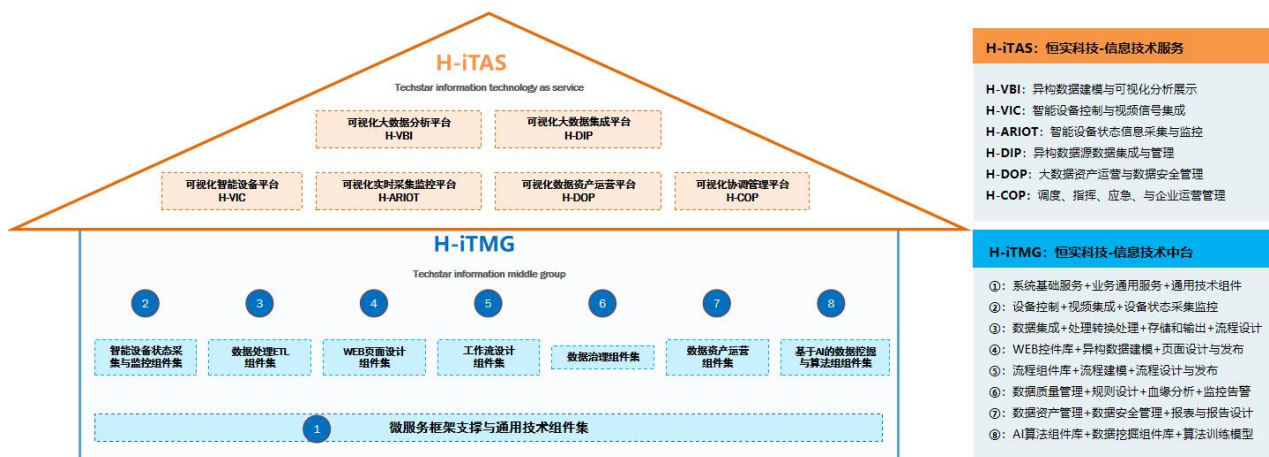 H-iTAS
Techstar information technology as service
可视化大数据分析平台
H-VBI
可视化大数据集成平台
H-DIP
可视化智能设备平台
H-VIC
可视化实时采集监控平台
H-ARIOT
可视化数据资产运营平台
H-DOP
可视化协调管理平台
H-COP
H-iTMG
Techstar information middle group
2
3
4
5
6
7
8
智能设备状态采
集与监控组件集
数据处理ETL
组件集
WEB页面设计
组件集
工作流设计
组件集
数据治理组件集
数据资产运营
组件集
基于AI的数据挖掘
与算法组组件集
1
微服务框架支撑与通用技术组件集
H-iTAS：恒实科技-信息技术服务
H-VBI：异构数据建模与可视化分析展示
H-VIC：智能设备控制与视频信号集成
H-ARIOT：智能设备状态信息采集与监控
H-DIP：异构数据源数据集成与管理
H-DOP：大数据资产运营与数据安全管理
H-COP：调度、指挥、应急、与企业运营管理
H-iTMG：恒实科技-信息技术中台
①：系统基础服务+业务通用服务+通用技术组件
②：设备控制+视频集成+设备状态采集监控
③：数据集成+处理转换处理+存储和输出+流程设计
④：WEB控件库+异构数据建模+页面设计与发布
⑤：流程组件库+流程建模+流程设计与发布
⑥：数据质量管理+规则设计+血缘分析+监控告警
⑦：数据资产管理+数据安全管理+报表与报告设计
⑧：AI算法组件库+数据挖掘组件库+算法训练模型